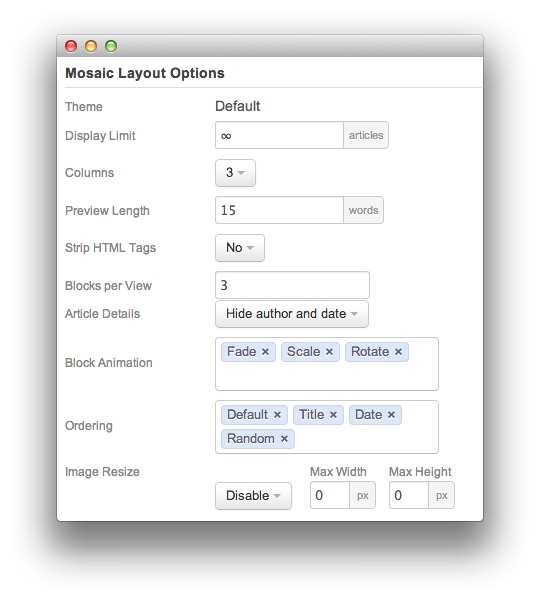 Mosaic Layout Options
Theme Default
Display Limit ∞ articles
Columns 3
Preview Length 15 words
Strip HTML Tags No
Blocks per View 3
Article Details Hide author and date
Block Animation Fade × Scale × Rotate ×
Ordering Default × Title × Date ×
Random ×
Image Resize Max Width Max Height
Disable 0 px 0 px